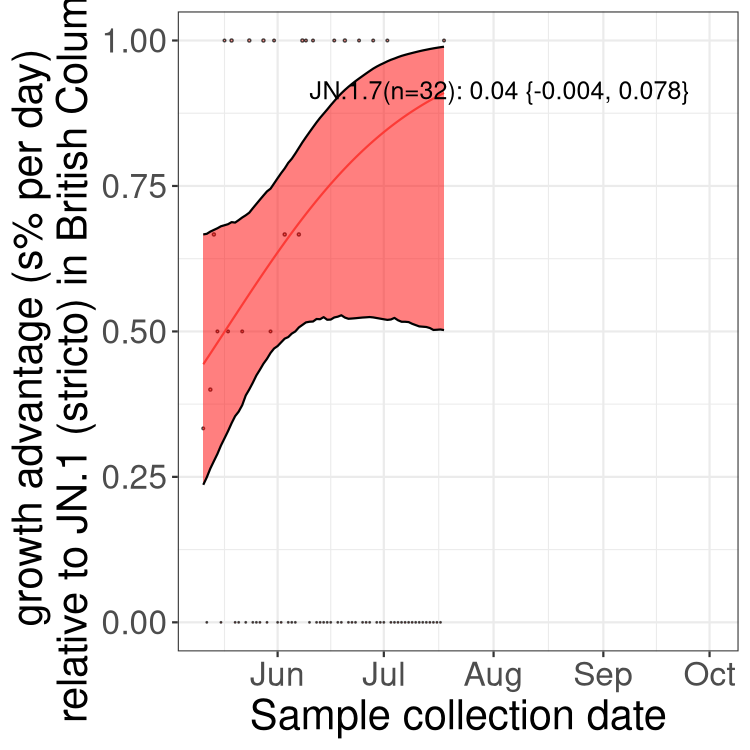 growth advantage (s% per day)
relative to JN.1 (stricto) in British Colum
1.00
0.75
0.50
0.25
0.00
JN.1.7(n=32): 0.04 {-0.004, 0.078}
Jun Jul Aug Sep Oct
Sample collection date